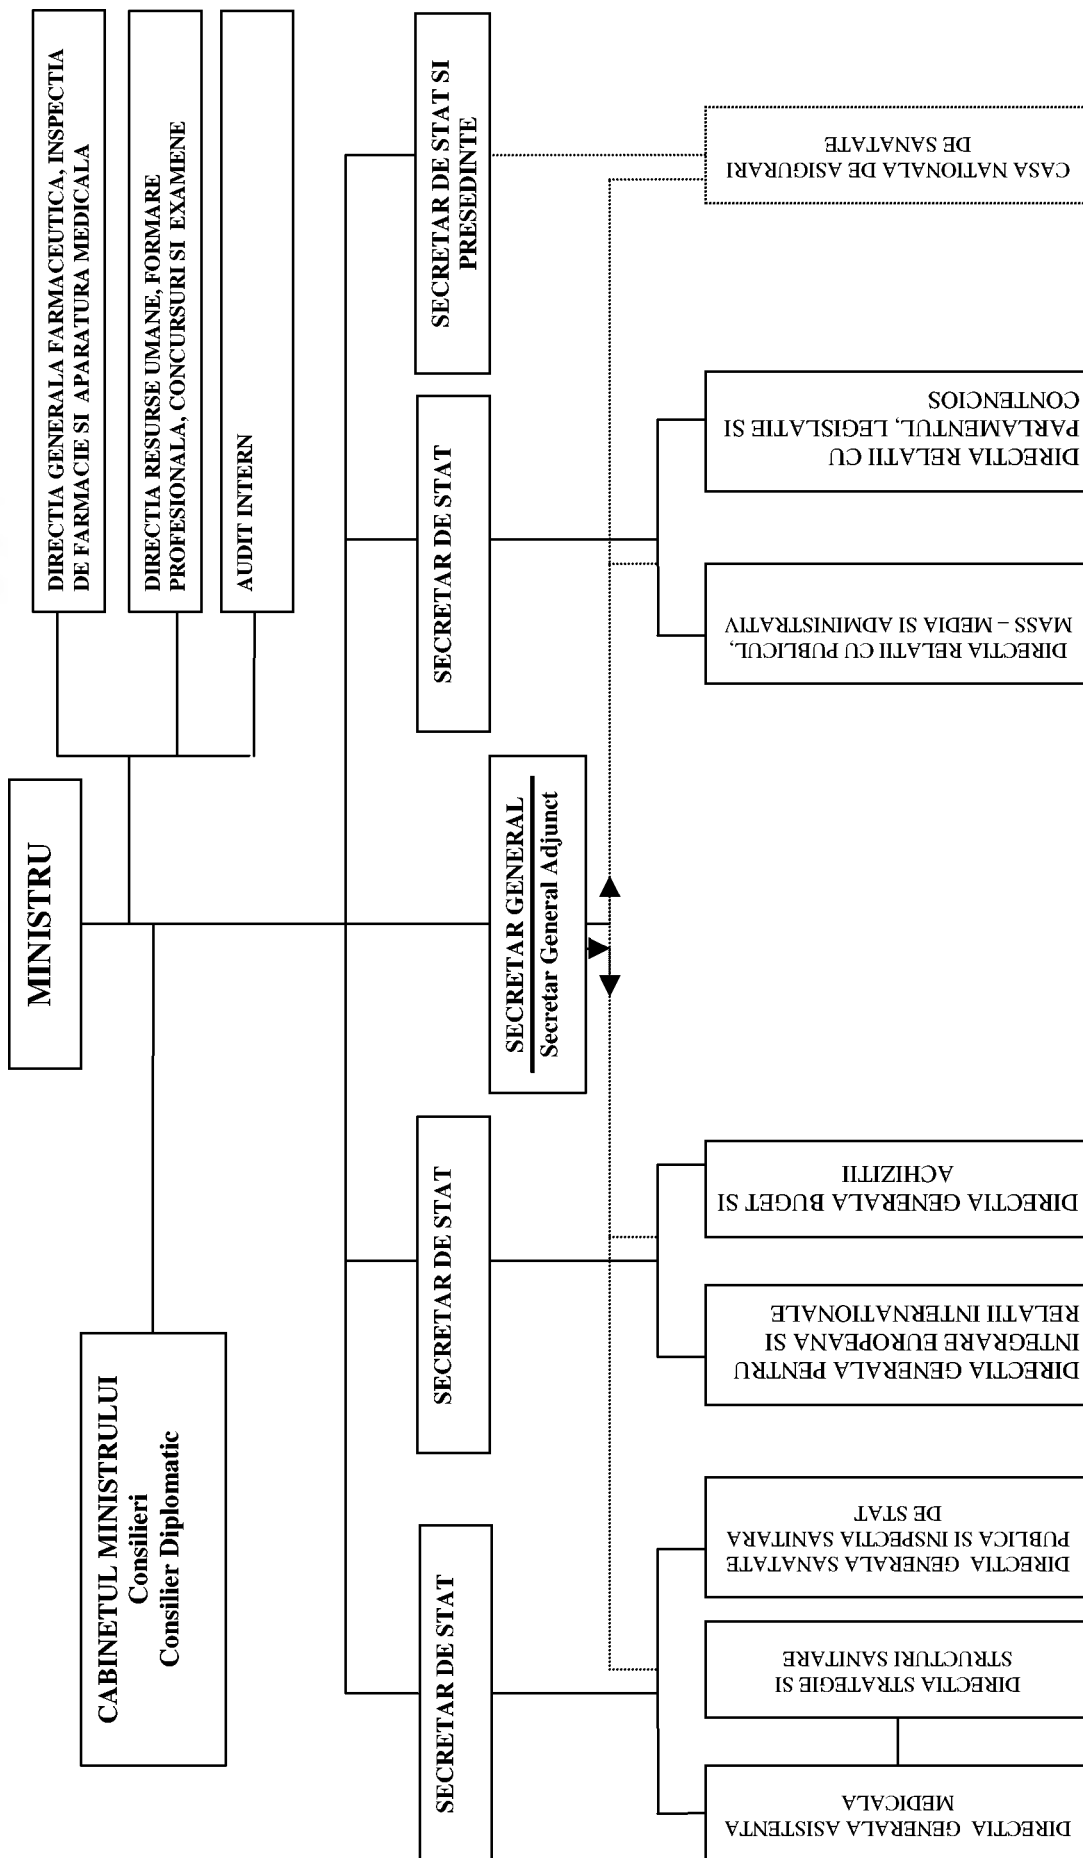 MINISTRU
CABINETUL MINISTRULUI
Consilieri
Consilier Diplomatic
DIRECTIA GENERALA FARMACEUTICA, INSPECTIA
DE FARMACIE SI APARATURA MEDICALA
DIRECTIA RESURSE UMANE, FORMARE
PROFESIONALA, CONCURSURI SI EXAMENE
AUDIT INTERN
SECRETAR DE STAT
SECRETAR DE STAT
SECRETAR GENERAL
Secretar General Adjunct
SECRETAR DE STAT
SECRETAR DE STAT SI
PRESEDINTE
DIRECTIA GENERALA ASISTENTA
MEDICALA
DIRECTIA STRATEGIE SI
STRUCTURI SANITARE
DIRECTIA GENERALA SANATATE
PUBLICA SI INSPECTIA SANITARA
DE STAT
DIRECTIA GENERALA PENTRU
INTEGRARE EUROPEANA SI
RELATII INTERNATIONALE
DIRECTIA GENERALA BUGET SI
ACHIZITII
DIRECTIA RELATII CU PUBLICUL,
MASS – MEDIA SI ADMINISTRATIV
DIRECTIA RELATII CU
PARLAMENTUL, LEGISLATIE SI
CONTENCIOS
CASA NATIONALA DE ASIGURARI
DE SANATATE